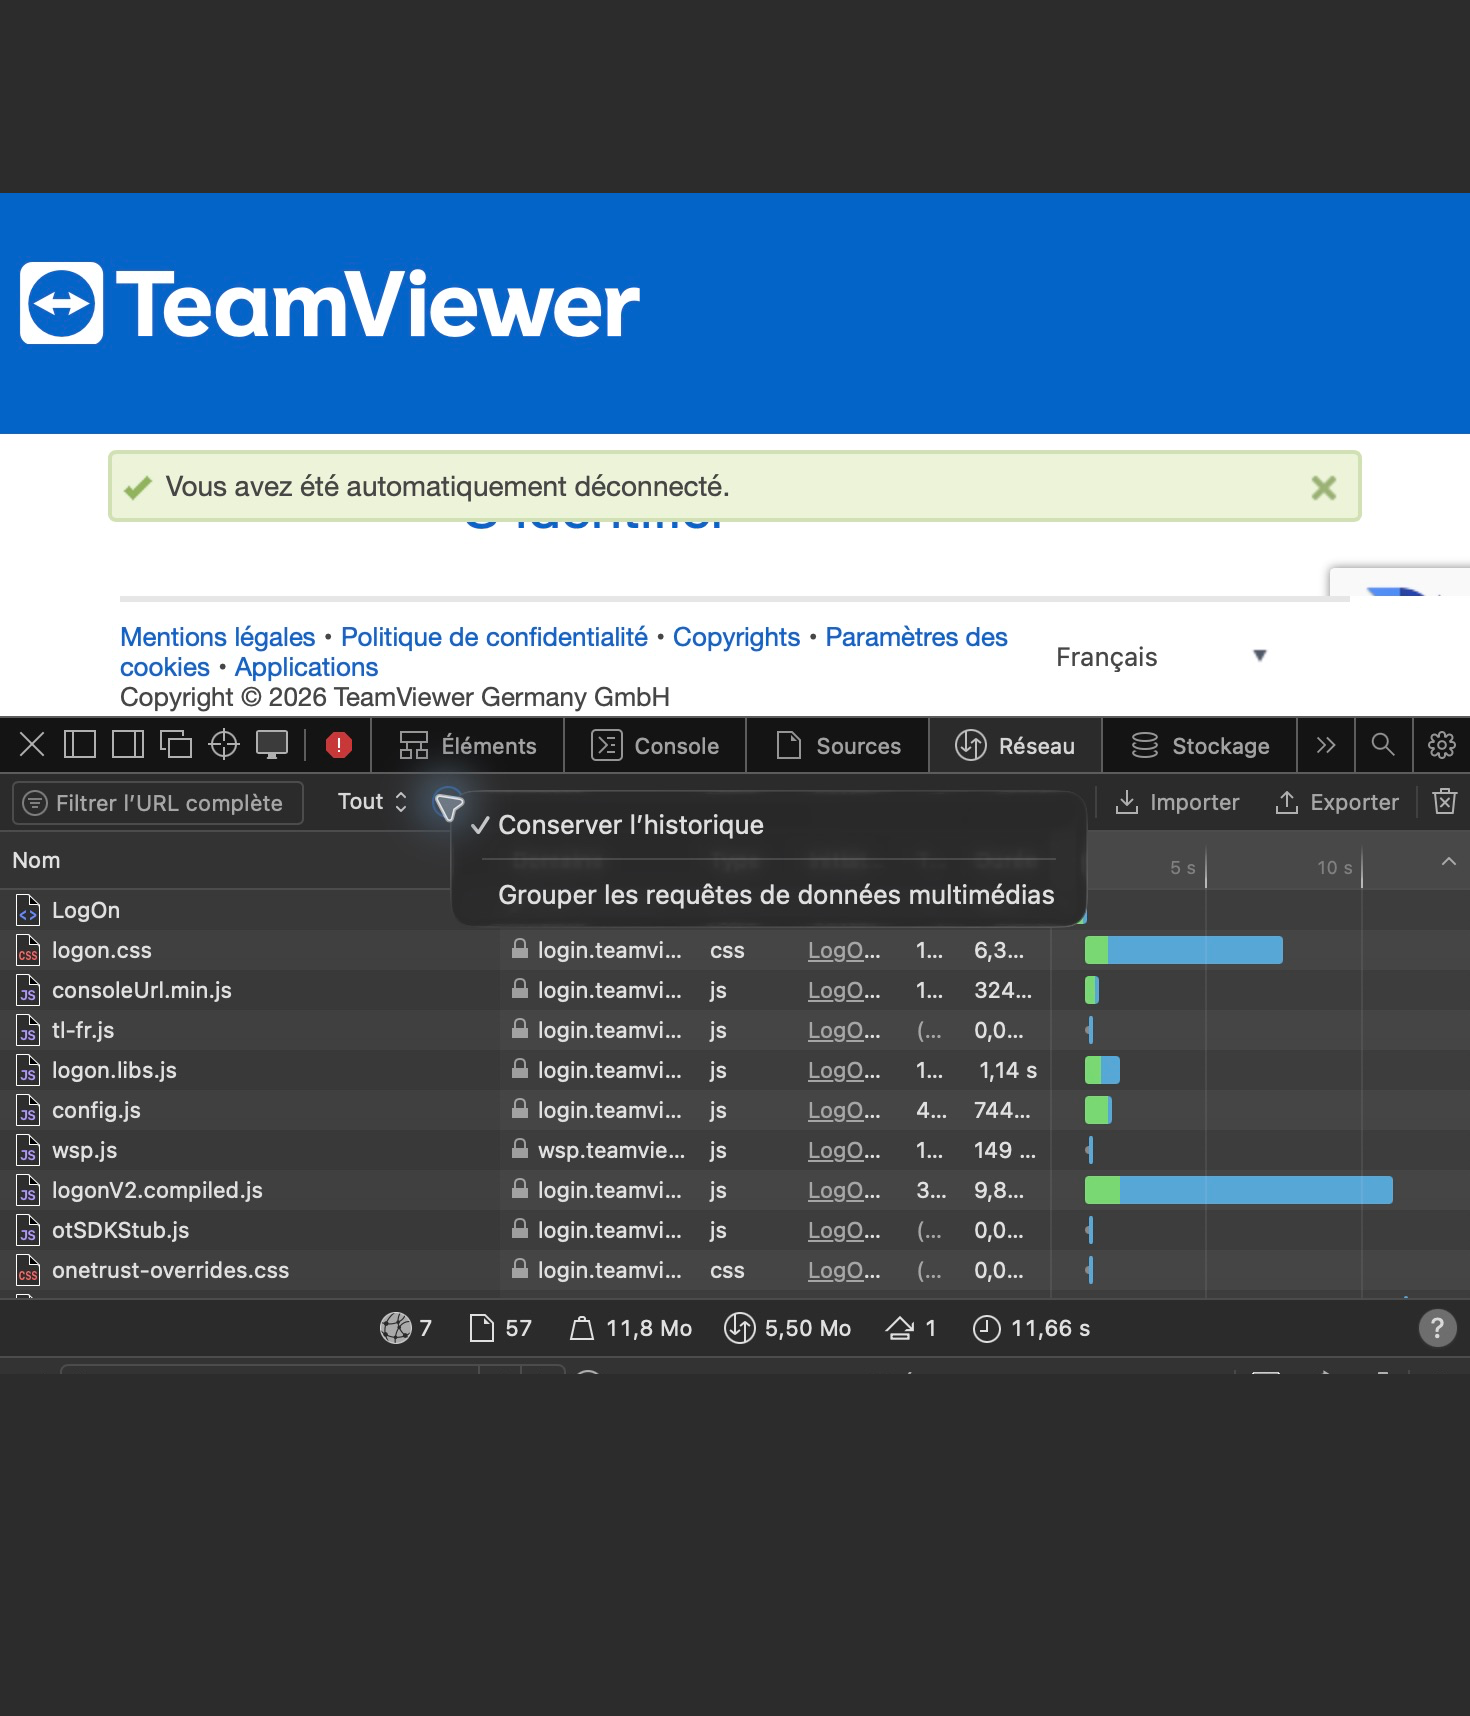 TeamViewer
Vous avez été automatiquement déconnecté.
Mentions légales • Politique de confidentialité • Copyrights • Paramètres des
cookies • Applications
Copyright © 2026 TeamViewer Germany GmbH
Français
Éléments Console Sources Réseau Stockage
Filtrer l’URL complète Tout Importer Exporter
Conserver l’historique
Grouper les requêtes de données multimédias
Nom 5 s 10 s
LogOn
logon.css login.teamvi... css LogO... 1... 6,3...
consoleUrl.min.js login.teamvi... js LogO... 1... 324...
tl-fr.js login.teamvi... js LogO... (... 0,0...
logon.libs.js login.teamvi... js LogO... 1... 1,14 s
config.js login.teamvi... js LogO... 4... 744...
wsp.js wsp.teamvie... js LogO... 1... 149 ...
logonV2.compiled.js login.teamvi... js LogO... 3... 9,8...
otSDKStub.js login.teamvi... js LogO... (... 0,0...
onetrust-overrides.css login.teamvi... css LogO... (... 0,0...
7 57 11,8 Mo 5,50 Mo 1 11,66 s ?